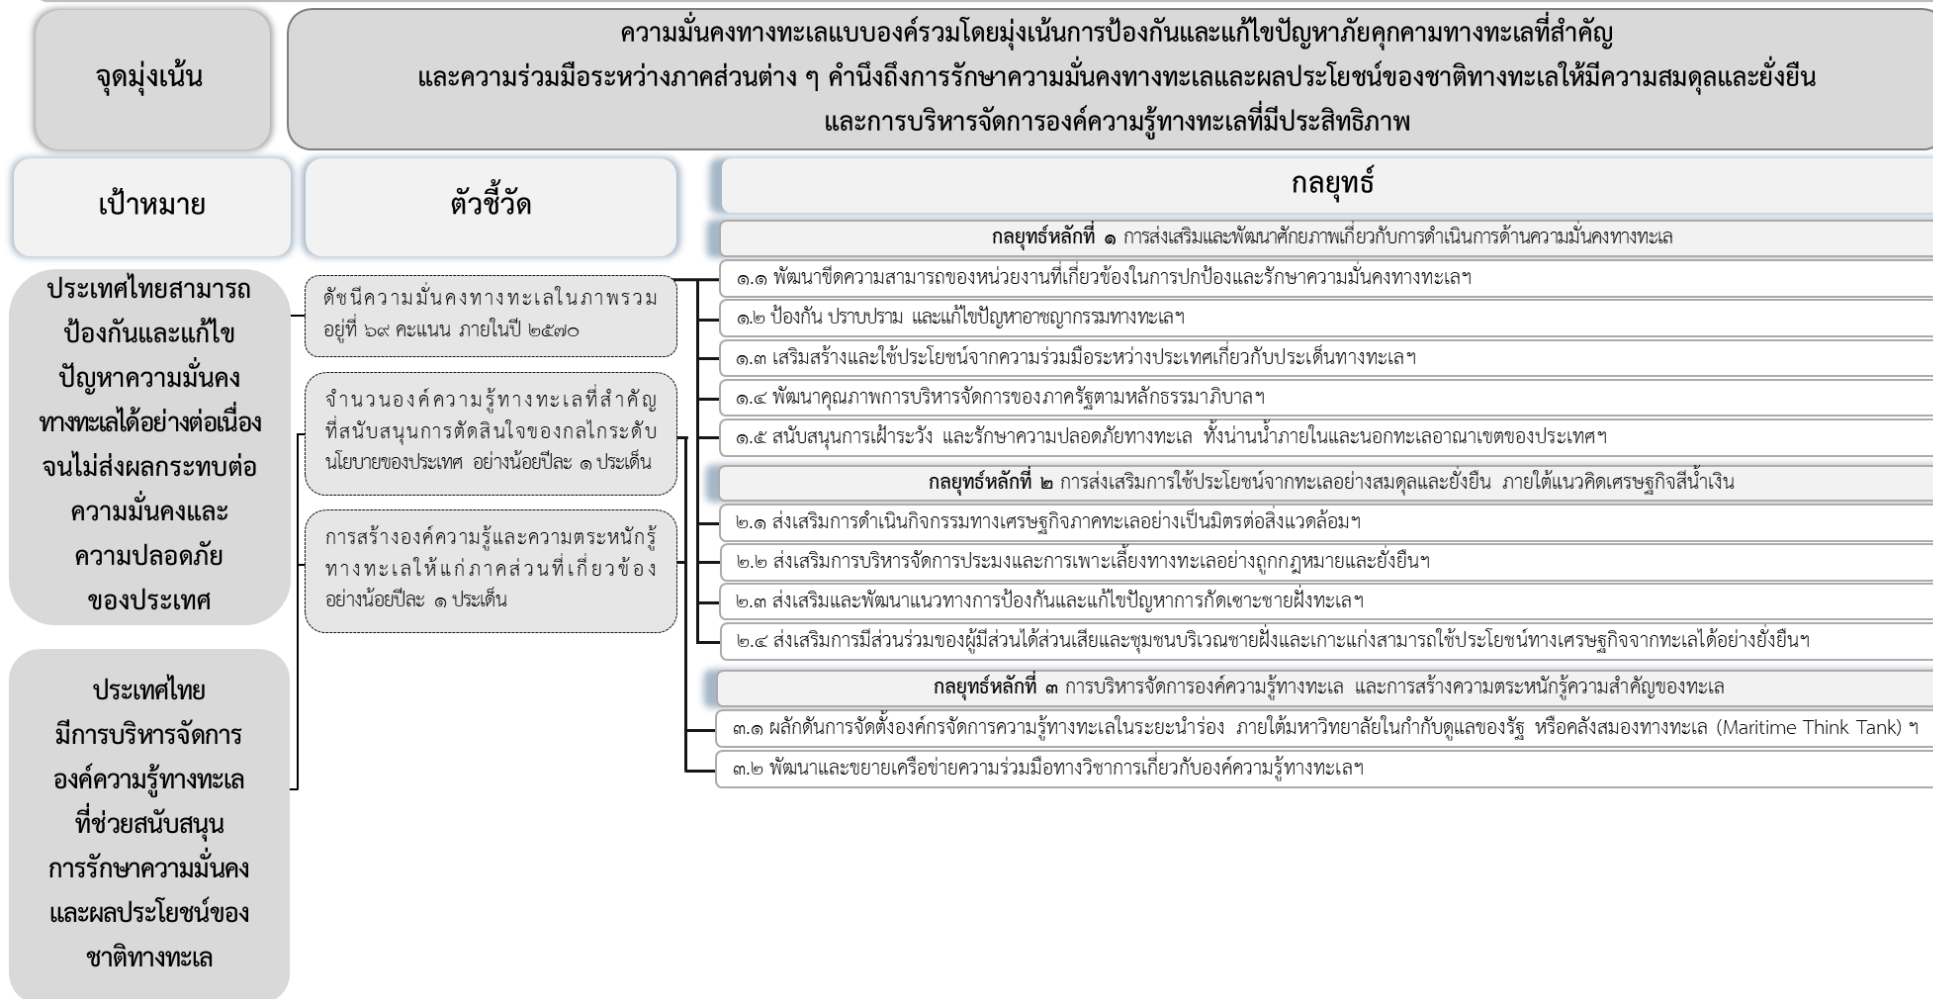 จุดมุ่งเน้น
ความมั่นคงทางทะเลแบบองค์รวมโดยมุ่งเน้นการป้องกันและแก้ไขปัญหาภัยคุกคามทางทะเลที่สำคัญ
และความร่วมมือระหว่างภาคส่วนต่าง ๆ คำนึงถึงการรักษาความมั่นคงทางทะเลและผลประโยชน์ของชาติทางทะเลให้มีความสมดุลและยั่งยืน
และการบริหารจัดการองค์ความรู้ทางทะเลที่มีประสิทธิภาพ
เป้าหมาย
ตัวชี้วัด
กลยุทธ์
ประเทศไทยสามารถ
ป้องกันและแก้ไข
ปัญหาความมั่นคง
ทางทะเลได้อย่างต่อเนื่อง
จนไม่ส่งผลกระทบต่อ
ความมั่นคงและ
ความปลอดภัย
ของประเทศ
ประเทศไทย
มีการบริหารจัดการ
องค์ความรู้ทางทะเล
ที่ช่วยสนับสนุน
การรักษาความมั่นคง
และผลประโยชน์ของ
ชาติทางทะเล
ดัชนีความมั่นคงทางทะเลในภาพรวม
อยู่ที่ ๖๙ คะแนน ภายในปี ๒๕๗๐
จำนวนองค์ความรู้ทางทะเลที่สำคัญ
ที่สนับสนุนการตัดสินใจของกลไกระดับ
นโยบายของประเทศ อย่างน้อยปีละ ๑ ประเด็น
การสร้างองค์ความรู้และความตระหนักรู้
ทางทะเลให้แก่ภาคส่วนที่เกี่ยวข้อง
อย่างน้อยปีละ ๑ ประเด็น
กลยุทธ์หลักที่ ๑ การส่งเสริมและพัฒนาศักยภาพเกี่ยวกับการดำเนินการด้านความมั่นคงทางทะเล
๑.๑ พัฒนาขีดความสามารถของหน่วยงานที่เกี่ยวข้องในการปกป้องและรักษาความมั่นคงทางทะเลฯ
๑.๒ ป้องกัน ปราบปราม และแก้ไขปัญหาอาชญากรรมทางทะเลฯ
๑.๓ เสริมสร้างและใช้ประโยชน์จากความร่วมมือระหว่างประเทศเกี่ยวกับประเด็นทางทะเลฯ
๑.๔ พัฒนาคุณภาพการบริหารจัดการของภาครัฐตามหลักธรรมาภิบาลฯ
๑.๕ สนับสนุนการเฝ้าระวัง และรักษาความปลอดภัยทางทะเล ทั้งน่านน้ำภายในและนอกทะเลอาณาเขตของประเทศฯ
กลยุทธ์หลักที่ ๒ การส่งเสริมการใช้ประโยชน์จากทะเลอย่างสมดุลและยั่งยืน ภายใต้แนวคิดเศรษฐกิจสีน้ำเงิน
๒.๑ ส่งเสริมการดำเนินกิจกรรมทางเศรษฐกิจภาคทะเลอย่างเป็นมิตรต่อสิ่งแวดล้อมฯ
๒.๒ ส่งเสริมการบริหารจัดการประมงและการเพาะเลี้ยงทางทะเลอย่างถูกกฎหมายและยั่งยืนฯ
๒.๓ ส่งเสริมและพัฒนาแนวทางการป้องกันและแก้ไขปัญหาการกัดเซาะชายฝั่งทะเลฯ
๒.๔ ส่งเสริมการมีส่วนร่วมของผู้มีส่วนได้ส่วนเสียและชุมชนบริเวณชายฝั่งและเกาะแก่งสามารถใช้ประโยชน์ทางเศรษฐกิจจากทะเลได้อย่างยั่งยืนฯ
กลยุทธ์หลักที่ ๓ การบริหารจัดการองค์ความรู้ทางทะเล และการสร้างความตระหนักรู้ความสำคัญของทะเล
๓.๑ ผลักดันการจัดตั้งองค์กรจัดการความรู้ทางทะเลในระยะนำร่อง ภายใต้มหาวิทยาลัยในกำกับดูแลของรัฐ หรือคลังสมองทางทะเล (Maritime Think Tank) ฯ
๓.๒ พัฒนาและขยายเครือข่ายความร่วมมือทางวิชาการเกี่ยวกับองค์ความรู้ทางทะเลฯ